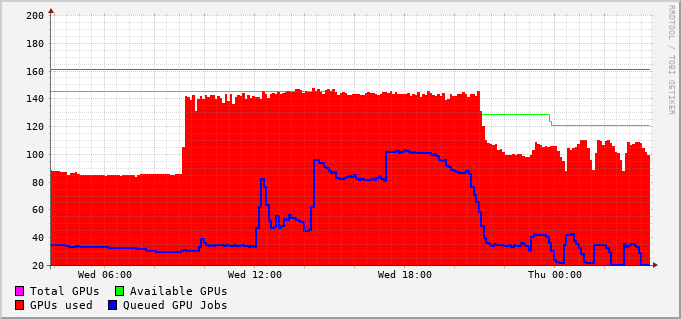 200
180
160
140
120
100
80
60
40
20
Wed 06:00 Wed 12:00 Wed 18:00 Thu 00:00
Total GPUs Available GPUs
GPUs used Queued GPU Jobs
RRDTOOL / TOBI OETIKER